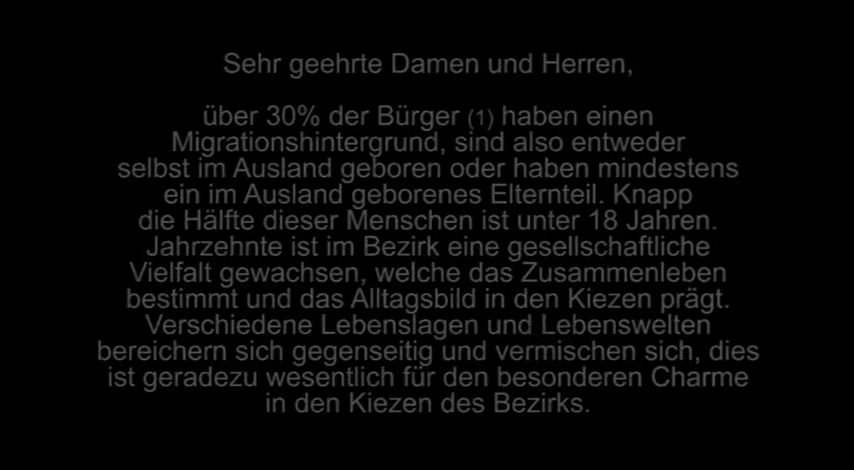 Sehr geehrte Damen und Herren,
über 30% der Bürger (1) haben einen
Migrationshintergrund, sind also entweder
selbst im Ausland geboren oder haben mindestens
ein im Ausland geborenes Elternteil. Knapp
die Hälfte dieser Menschen ist unter 18 Jahren.
Jahrzehnte ist im Bezirk eine gesellschaftliche
Vielfalt gewachsen, welche das Zusammenleben
bestimmt und das Alltagsbild in den Kiezen prägt.
Verschiedene Lebenslagen und Lebenswelten
bereichern sich gegenseitig und vermischen sich, dies
ist geradezu wesentlich für den besonderen Charme
in den Kiezen des Bezirks.